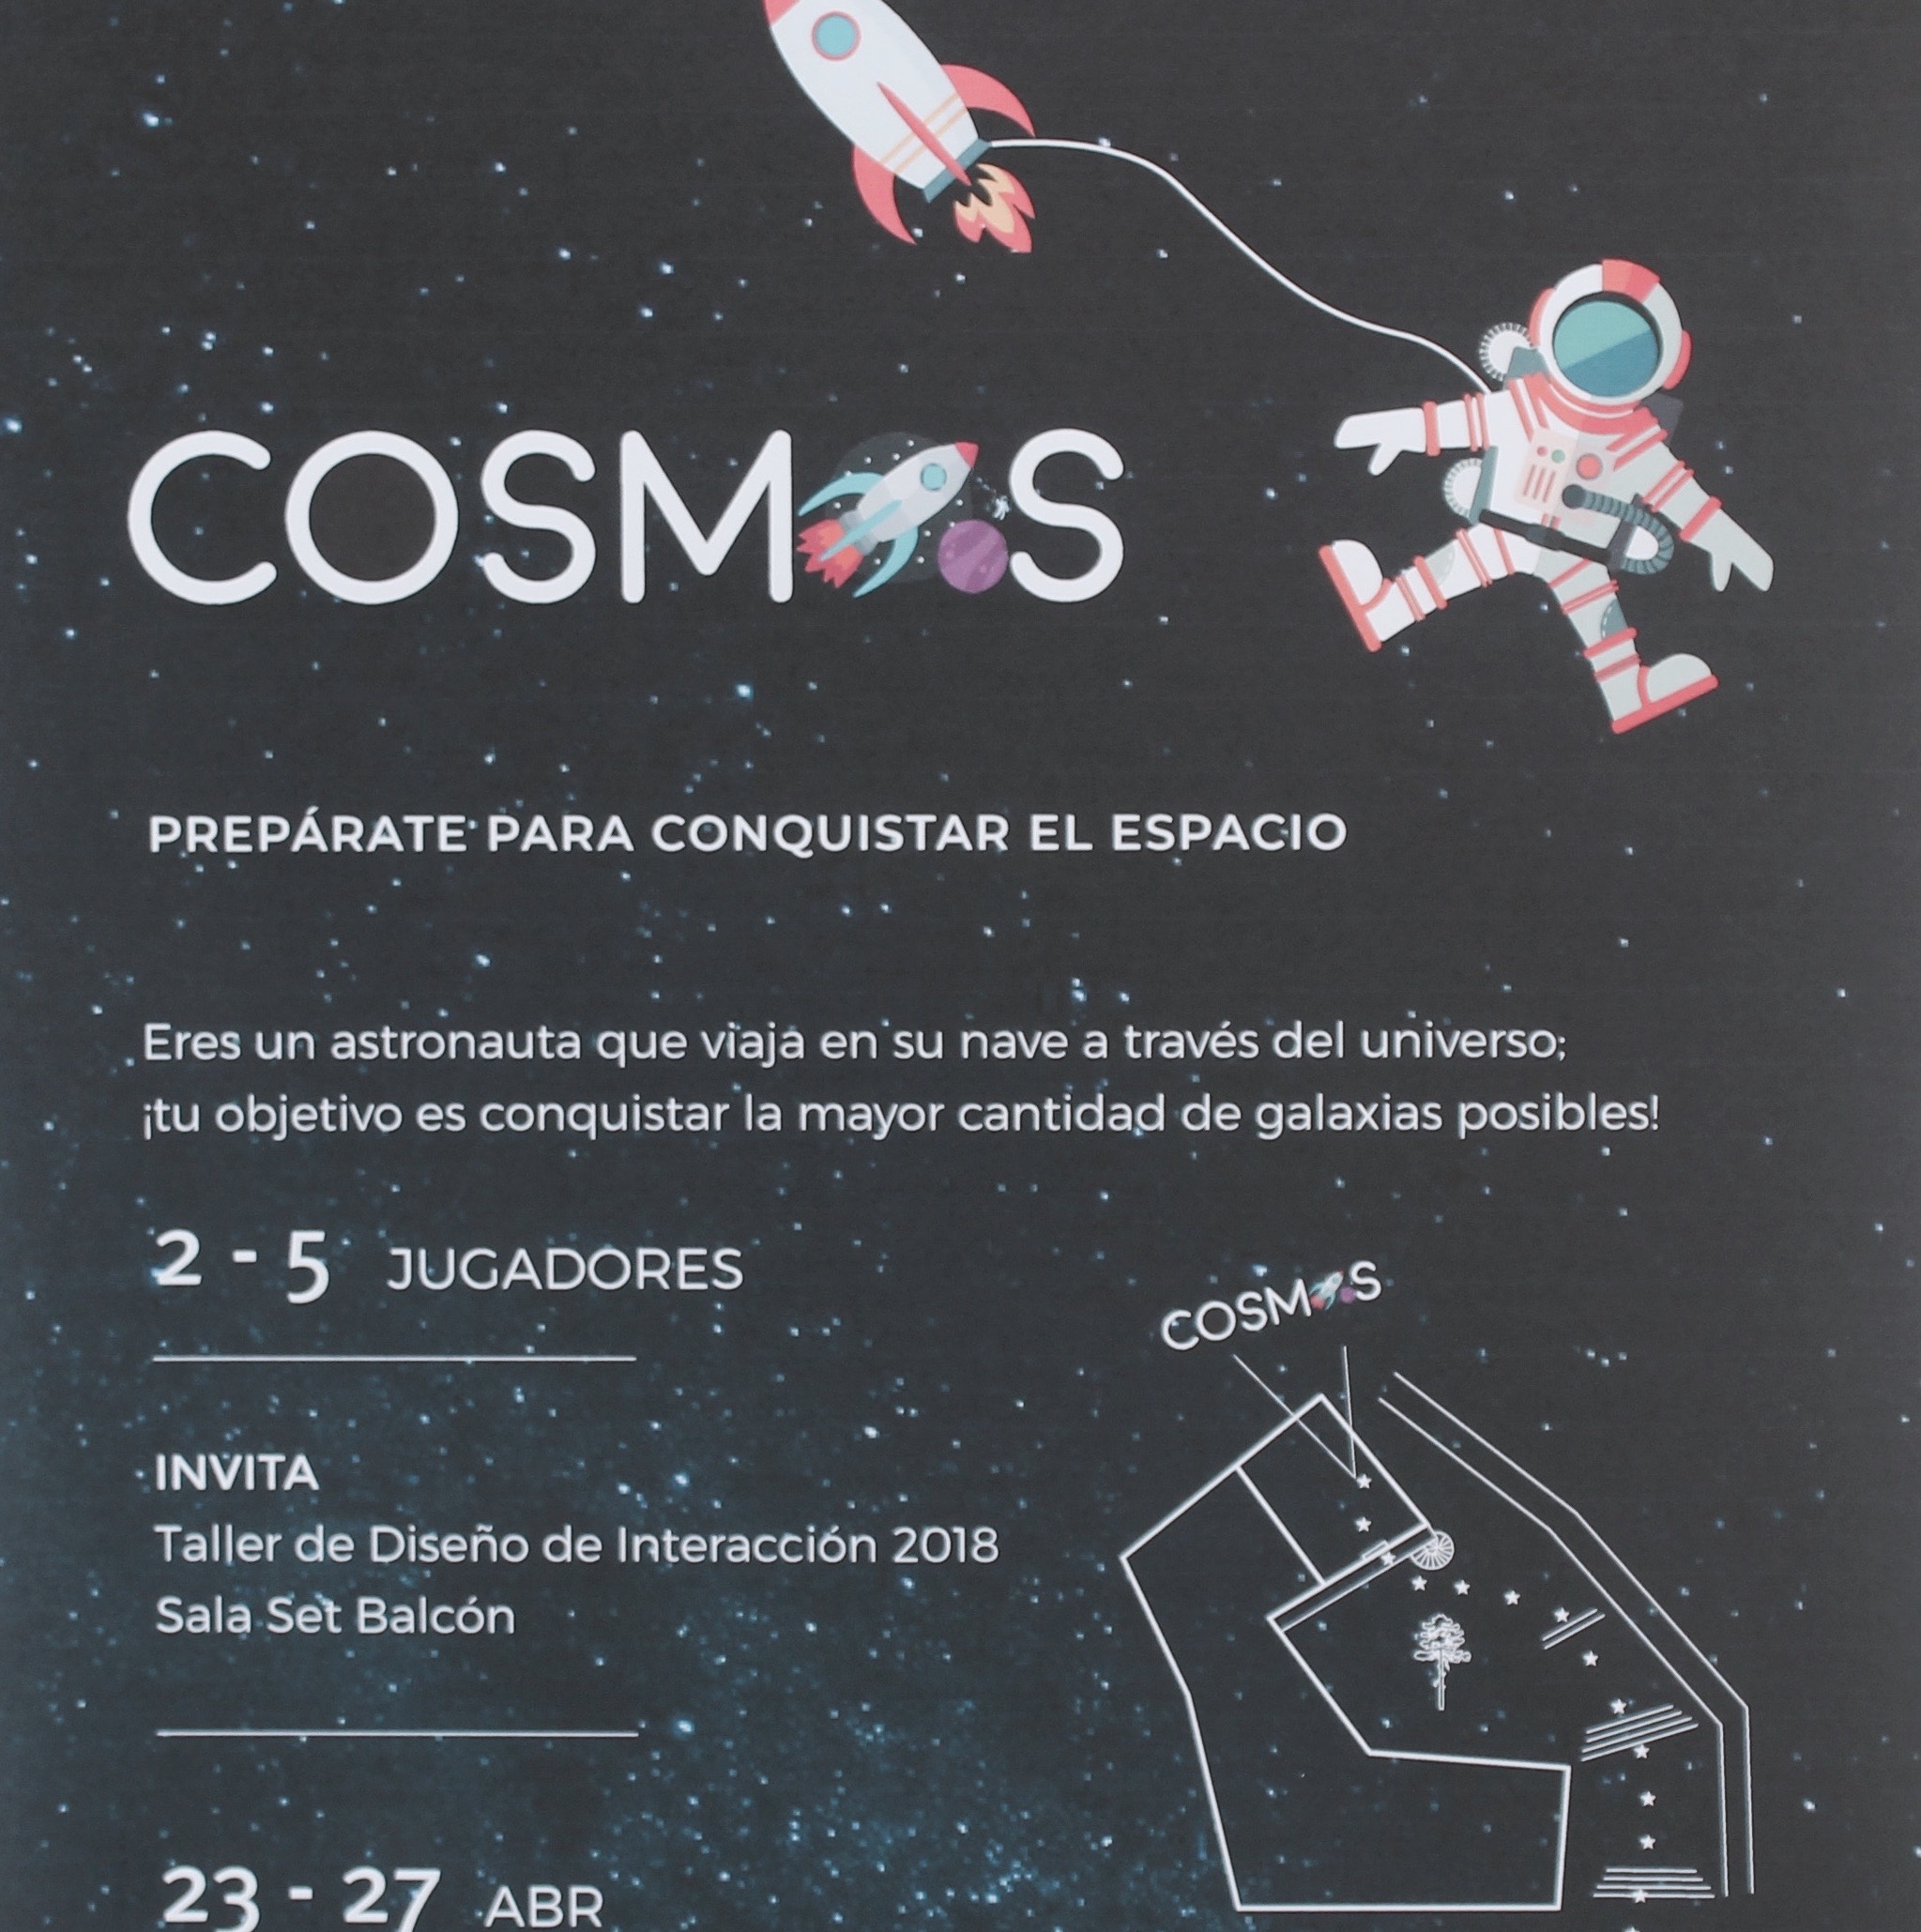 COSMOS
PREPÁRATE PARA CONQUISTAR EL ESPACIO
Eres un astronauta que viaja en su nave a través del universo;
¡tu objetivo es conquistar la mayor cantidad de galaxias posibles!
2 - 5 JUGADORES
COSMOS
INVITA
Taller de Diseño de Interacción 2018
Sala Set Balcón
23 - 27 ABR